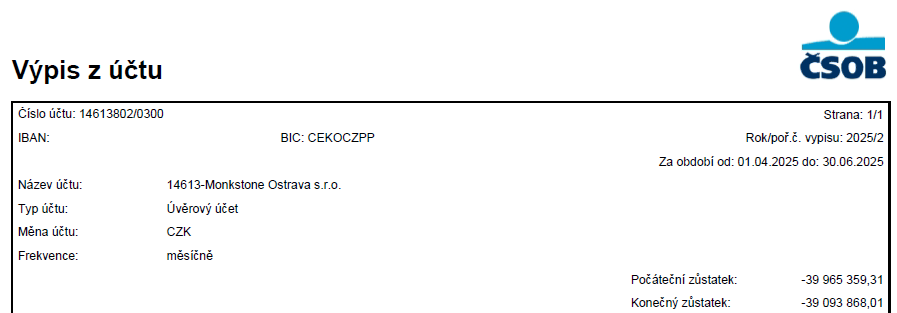 ČSOB
Výpis z účtu
Číslo účtu: 14613802/0300 Strana: 1/1
IBAN: BIC: CEKOCZPP Rok/poř.č. výpisu: 2025/2
Za období od: 01.04.2025 do: 30.06.2025
Název účtu: 14613-Monkstone Ostrava s.r.o.
Typ účtu: Úvěrový účet
Měna účtu: CZK
Frekvence: měsíčně
Počáteční zůstatek: -39 965 359,31
Konečný zůstatek: -39 093 868,01